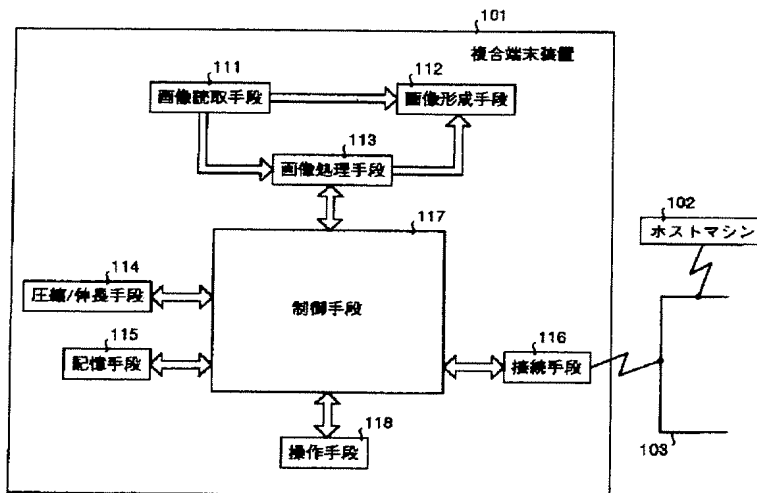 101
複合端末装置
111
画像読取手段
112
画像形成手段
113
画像処理手段
117
制御手段
102
ホストマシン
114
圧縮/伸長手段
115
記憶手段
116
接続手段
118
操作手段
103